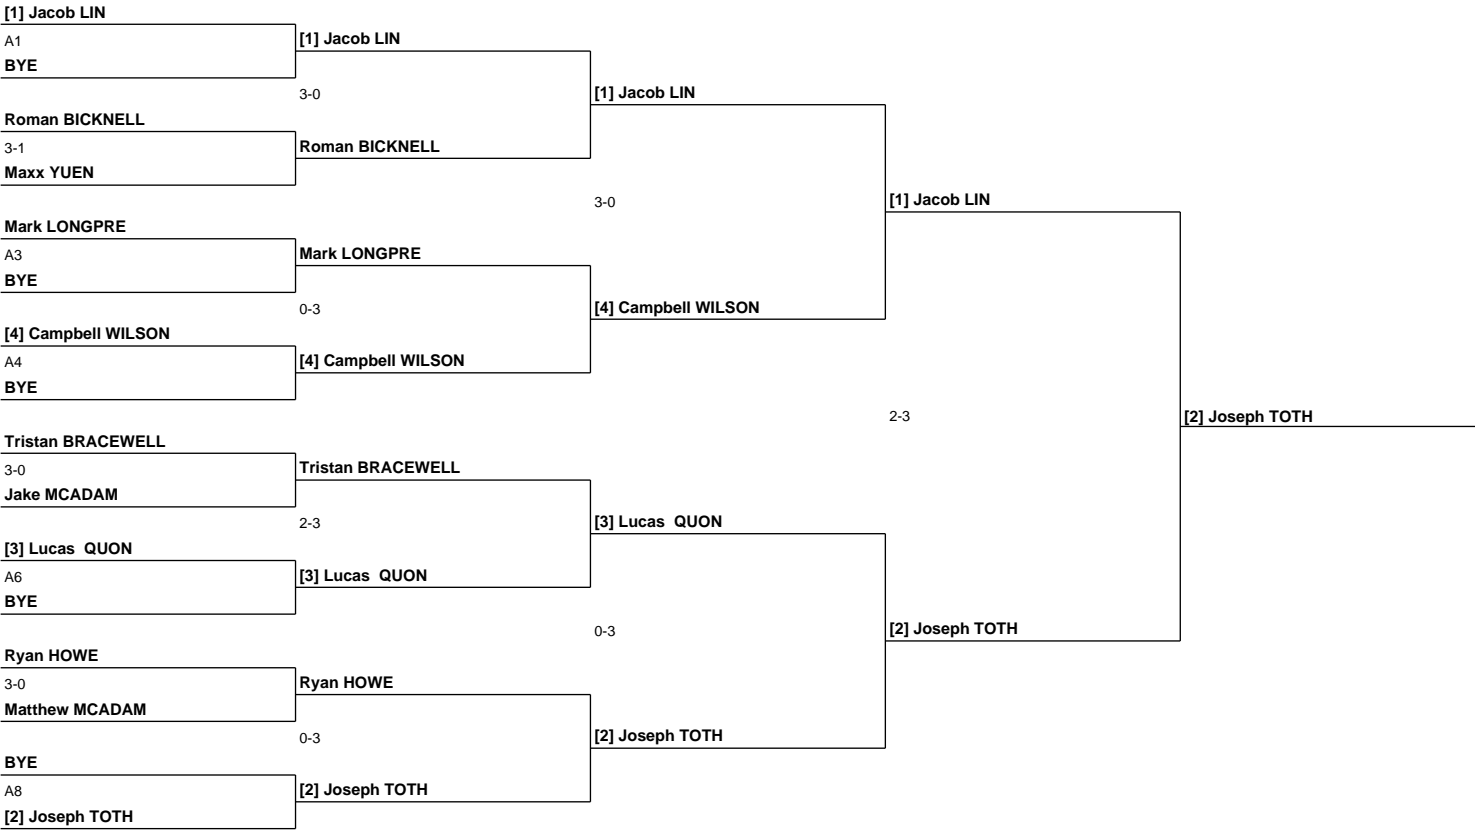 [1] Jacob LIN
A1
BYE
Roman BICKNELL
3-1
Maxx YUEN
Mark LONGPRE
A3
BYE
[4] Campbell WILSON
A4
BYE
Tristan BRACEWELL
3-0
Jake MCADAM
[3] Lucas  QUON
A6
BYE
Ryan HOWE
3-0
Matthew MCADAM
BYE
A8
[2] Joseph TOTH
[1] Jacob LIN
3-0
Roman BICKNELL
Mark LONGPRE
0-3
[4] Campbell WILSON
Tristan BRACEWELL
2-3
[3] Lucas  QUON
Ryan HOWE
0-3
[2] Joseph TOTH
[1] Jacob LIN
3-0
[4] Campbell WILSON
[3] Lucas  QUON
0-3
[2] Joseph TOTH
[1] Jacob LIN
2-3
[2] Joseph TOTH
[2] Joseph TOTH